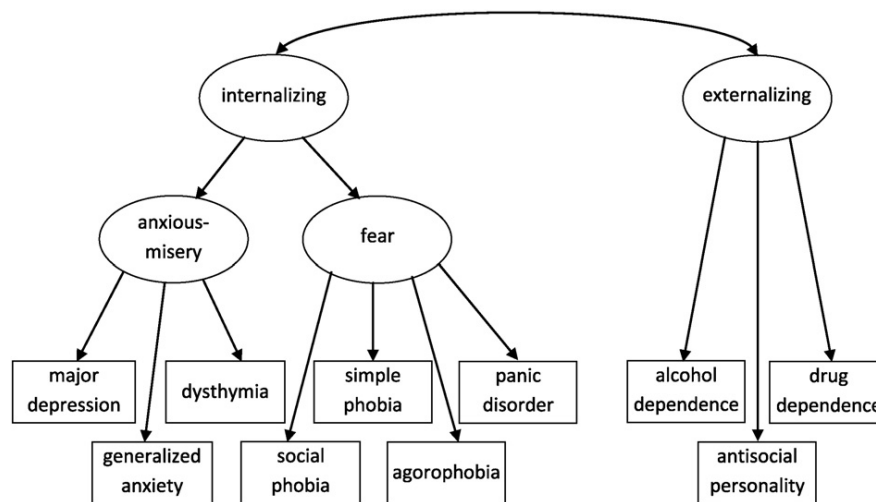 internalizing
externalizing
anxious-
misery
fear
major
depression
dysthymia
simple
phobia
panic
disorder
alcohol
dependence
drug
dependence
generalized
anxiety
social
phobia
agorophobia
antisocial
personality